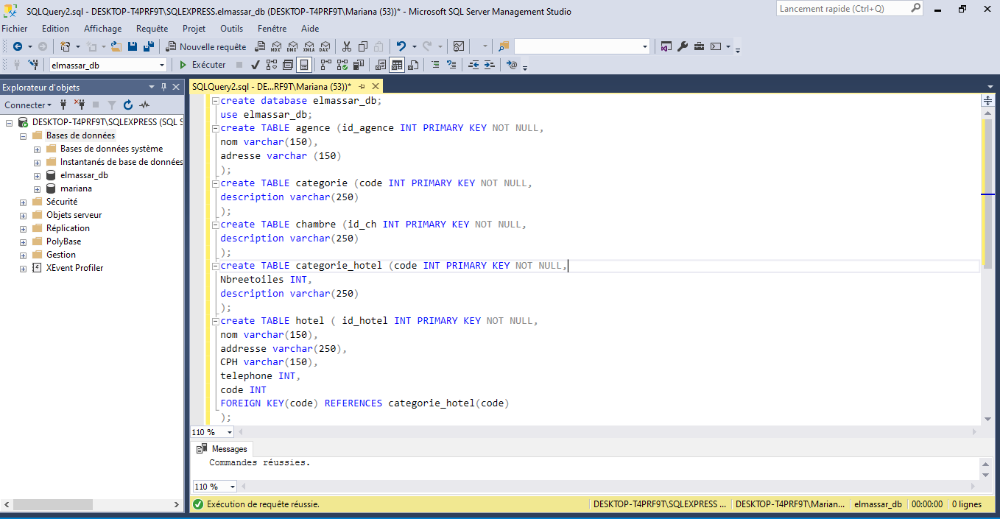 SQLQuery2.sql - DESKTOP-T4PRF9T\SQLEXPRESS.elmassar_db (DESKTOP-T4PRF9T\Mariana (53))* - Microsoft SQL Server Management Studio
Lancement rapide (Ctrl+Q)
Fichier Edition Affichage Requête Projet Outils Fenêtre Aide
Nouvelle requête MDX DMX XMLA DAX
elmassar_db Exécuter
Explorateur d'objets
Connecter
DESKTOP-T4PRF9T\SQLEXPRESS (SQL S
Bases de données
Bases de données système
Instantanés de base de données
elmassar_db
mariana
Sécurité
Objets serveur
Réplication
PolyBase
Gestion
XEvent Profiler
SQLQuery2.sql - DE...RF9T\Mariana (53))*
create database elmassar_db;
use elmassar_db;
create TABLE agence (id_agence INT PRIMARY KEY NOT NULL,
nom varchar(150),
adresse varchar (150)
);
create TABLE categorie (code INT PRIMARY KEY NOT NULL,
description varchar(250)
);
create TABLE chambre (id_ch INT PRIMARY KEY NOT NULL,
description varchar(250)
);
create TABLE categorie_hotel (code INT PRIMARY KEY NOT NULL,
Nbreetoiles INT,
description varchar(250)
);
create TABLE hotel ( id_hotel INT PRIMARY KEY NOT NULL,
nom varchar(150),
addresse varchar(250),
CPH varchar(150),
telephone INT,
code INT
FOREIGN KEY(code) REFERENCES categorie_hotel(code)
);
110 %
Messages
Commandes réussies.
110 %
Exécution de requête réussie. DESKTOP-T4PRF9T\SQLEXPRESS ... DESKTOP-T4PRF9T\Marian... elmassar_db 00:00:00 0 lignes